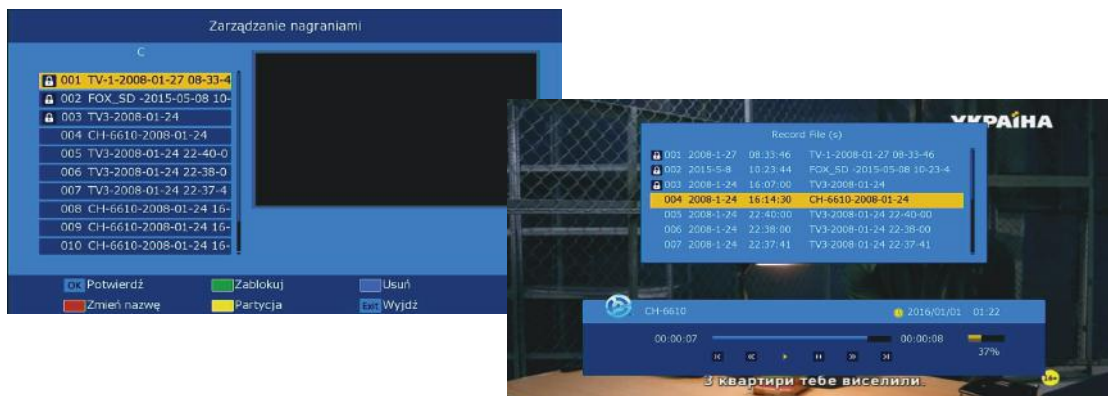 Zarządzanie nagraniami
C
001 TV-1-2008-01-27 08-33-4
002 FOX_SD -2015-05-08 10-
003 TV3-2008-01-24
004 CH-6610-2008-01-24
005 TV3-2008-01-24 22-40-0
006 TV3-2008-01-24 22-38-0
007 TV3-2008-01-24 22-37-4
008 CH-6610-2008-01-24 16-
009 CH-6610-2008-01-24 16-
010 CH-6610-2008-01-24 16-
OK Potwierdź Zablokuj Usuń
Zmień nazwę Partycja Exit Wyjdź
УКРАЇНА
Record File (s)
001 2008-1-27 08:33:46 TV-1-2008-01-27 08-33-46
002 2015-5-8 10:23:44 FOX_SD -2015-05-08 10-23-4
003 2008-1-24 16:07:00 TV3-2008-01-24
004 2008-1-24 16:14:30 CH-6610-2008-01-24
005 2008-1-24 22:40:00 TV3-2008-01-24 22-40-00
006 2008-1-24 22:38:00 TV3-2008-01-24 22-38-00
007 2008-1-24 22:37:41 TV3-2008-01-24 22-37-41
CH-6610 2016/01/01 01:22
00:00:07 00:00:08
37%
З квартири тебе виселили.
16+